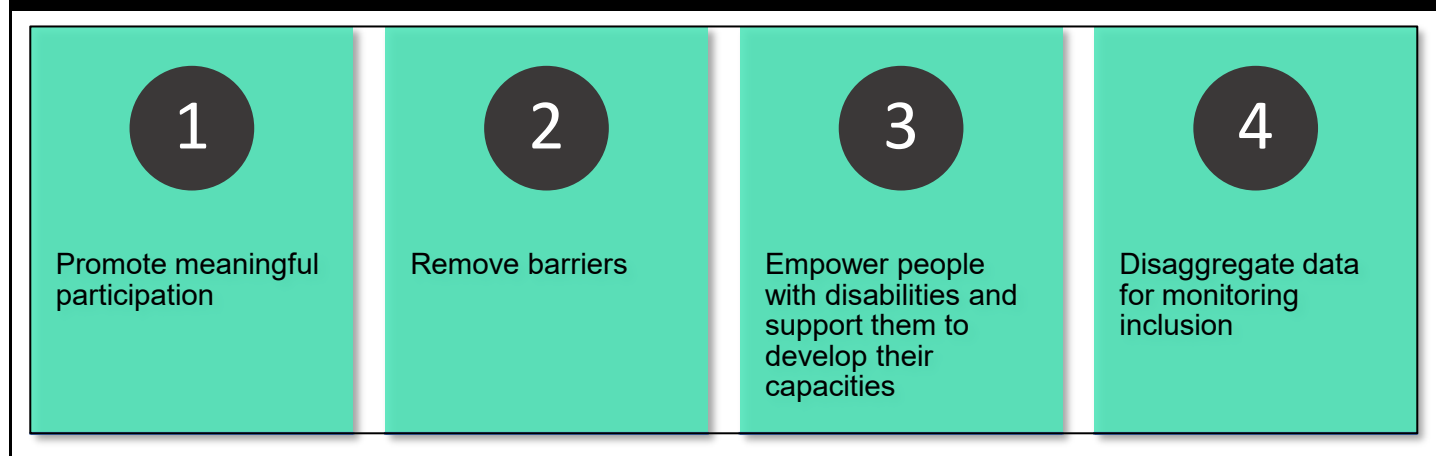 1
Promote meaningful
participation
2
Remove barriers
3
Empower people
with disabilities and
support them to
develop their
capacities
4
Disaggregate data
for monitoring
inclusion